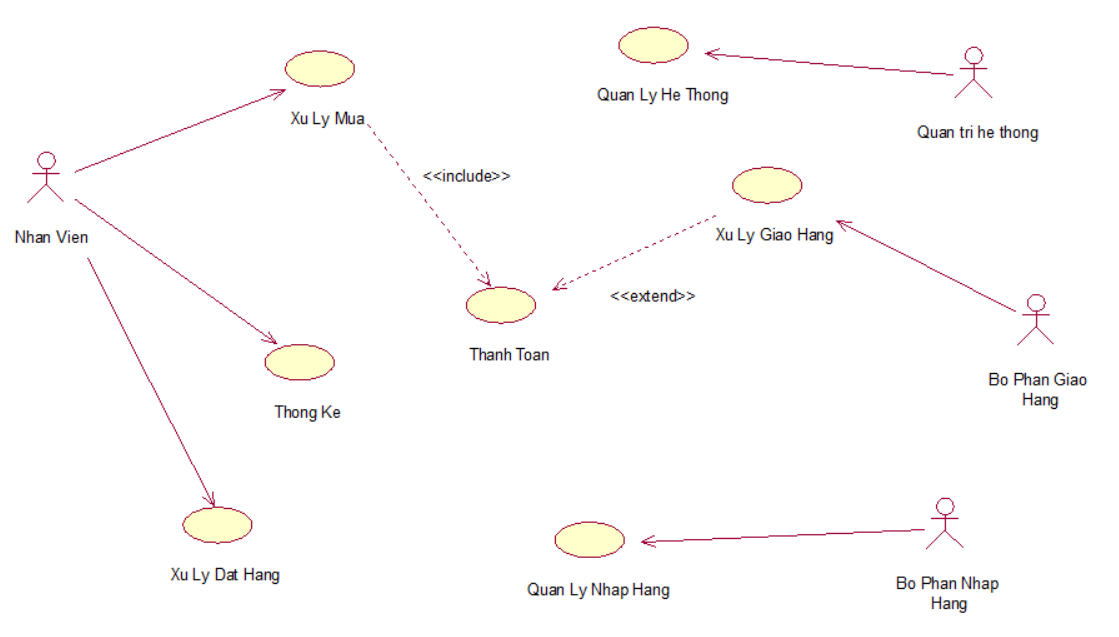 Quan Ly He Thong
Xu Ly Mua
Quan tri he thong
<<include>>
Nhan Vien
Xu Ly Giao Hang
<<extend>>
Thanh Toan
Bo Phan Giao
Hang
Thong Ke
Xu Ly Dat Hang
Quan Ly Nhap Hang
Bo Phan Nhap
Hang